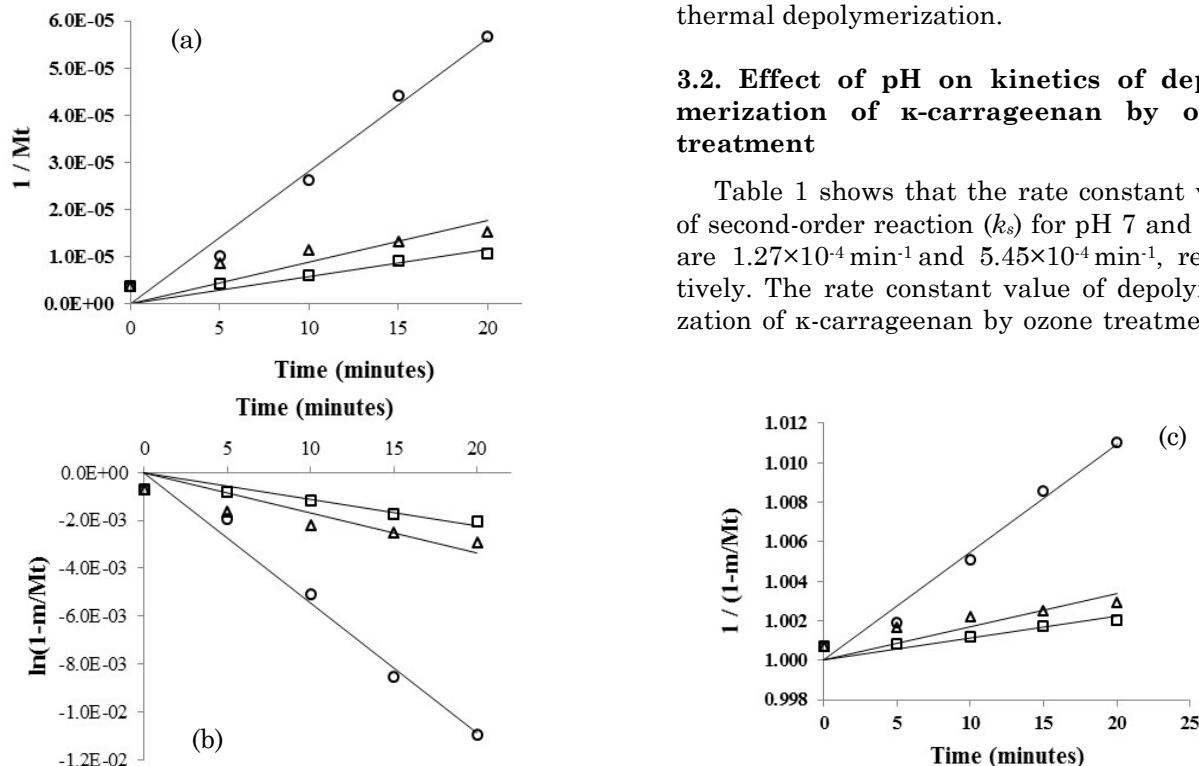 (a)
6.0E-05
5.0E-05
4.0E-05
3.0E-05
2.0E-05
1.0E-05
0.0E+00
1 / Mt
0 5 10 15 20
Time (minutes)
Time (minutes)
0 5 10 15 20
0.0E+00
-2.0E-03
-4.0E-03
-6.0E-03
-8.0E-03
-1.0E-02
-1.2E-02
ln(1-m/Mt)
(b)
thermal depolymerization.
3.2. Effect of pH on kinetics of dep
merization of κ-carrageenan by o
treatment
Table 1 shows that the rate constant v
of second-order reaction (ks) for pH 7 and
are 1.27×10-4 min-1 and 5.45×10-4 min-1, re
tively. The rate constant value of depoly
zation of κ-carrageenan by ozone treatme
1.012
1.010
1.008
1.006
1.004
1.002
1.000
0.998
1 / (1-m/Mt)
(c)
0 5 10 15 20 25
Time (minutes)